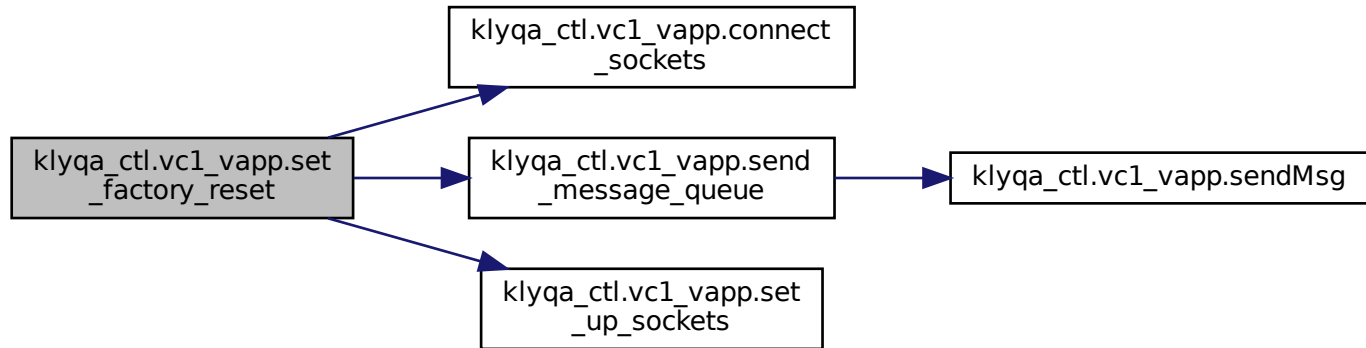 klyqa_ctl.vc1_vapp.connect
_sockets
klyqa_ctl.vc1_vapp.set
_factory_reset
klyqa_ctl.vc1_vapp.send
_message_queue
klyqa_ctl.vc1_vapp.sendMsg
klyqa_ctl.vc1_vapp.set
_up_sockets